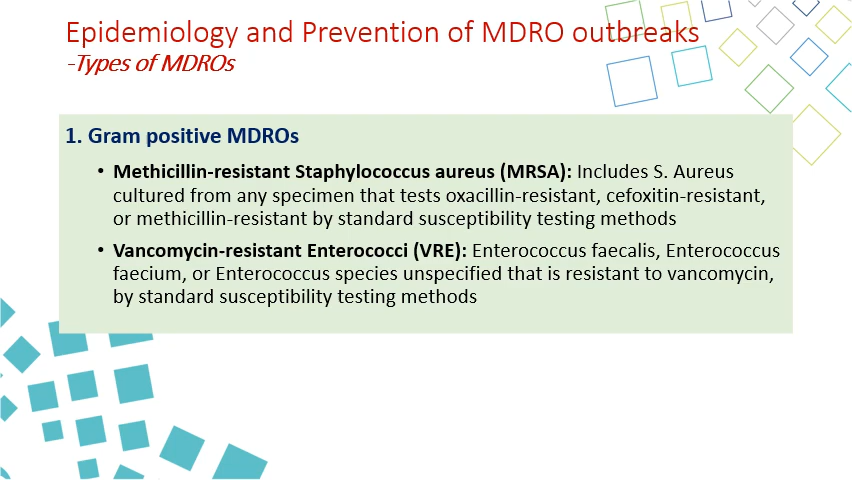 Epidemiology and Prevention of MDRO outbreaks
-Types of MDROs
1. Gram positive MDROs
• Methicillin-resistant Staphylococcus aureus (MRSA): Includes S. Aureus
cultured from any specimen that tests oxacillin-resistant, cefoxitin-resistant,
or methicillin-resistant by standard susceptibility testing methods
• Vancomycin-resistant Enterococci (VRE): Enterococcus faecalis, Enterococcus
faecium, or Enterococcus species unspecified that is resistant to vancomycin,
by standard susceptibility testing methods